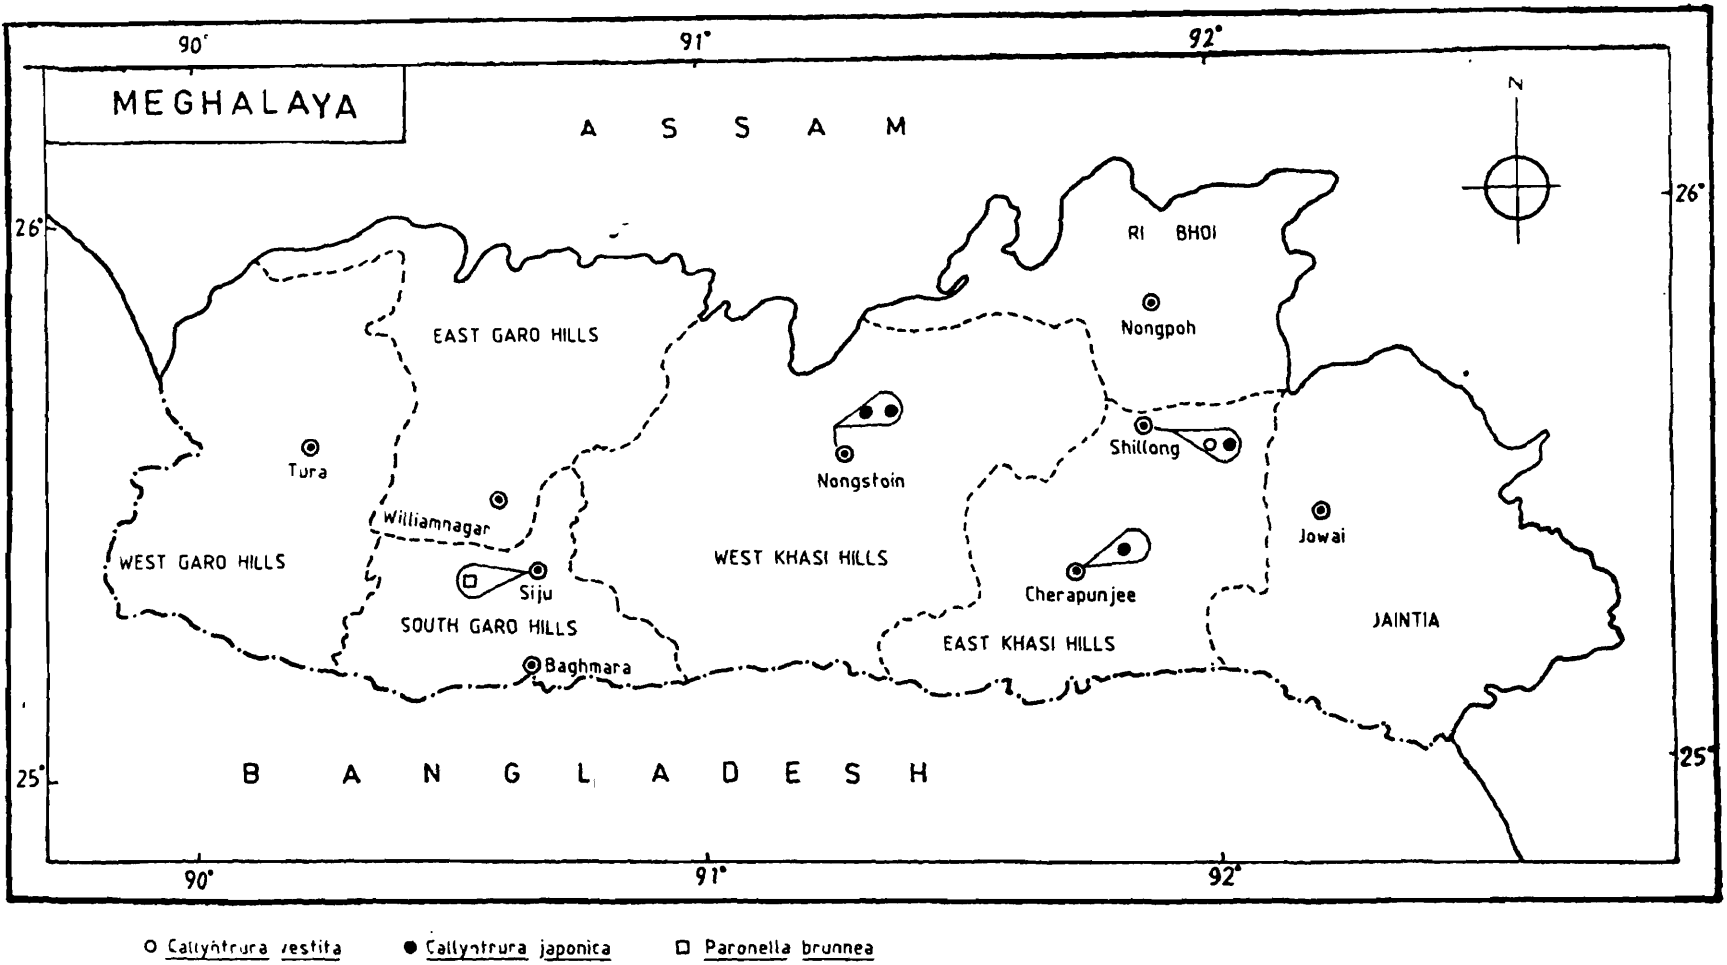 90° 91° 92°
MEGHALAYA
N
A S S A M
26° 26°
RI BHOI
Nongpoh
EAST GARO HILLS
Shillong
Tura
Nongstoin
Williamnagar
Jowai
WEST GARO HILLS
WEST KHASI HILLS
Siju
Cherapunjee
SOUTH GARO HILLS
JAINTIA
EAST KHASI HILLS
Baghmara
25° 25°
B A N G L A D E S H
90° 91° 92°
Callyntrura vestita Callyntrura japonica Paronella brunnea